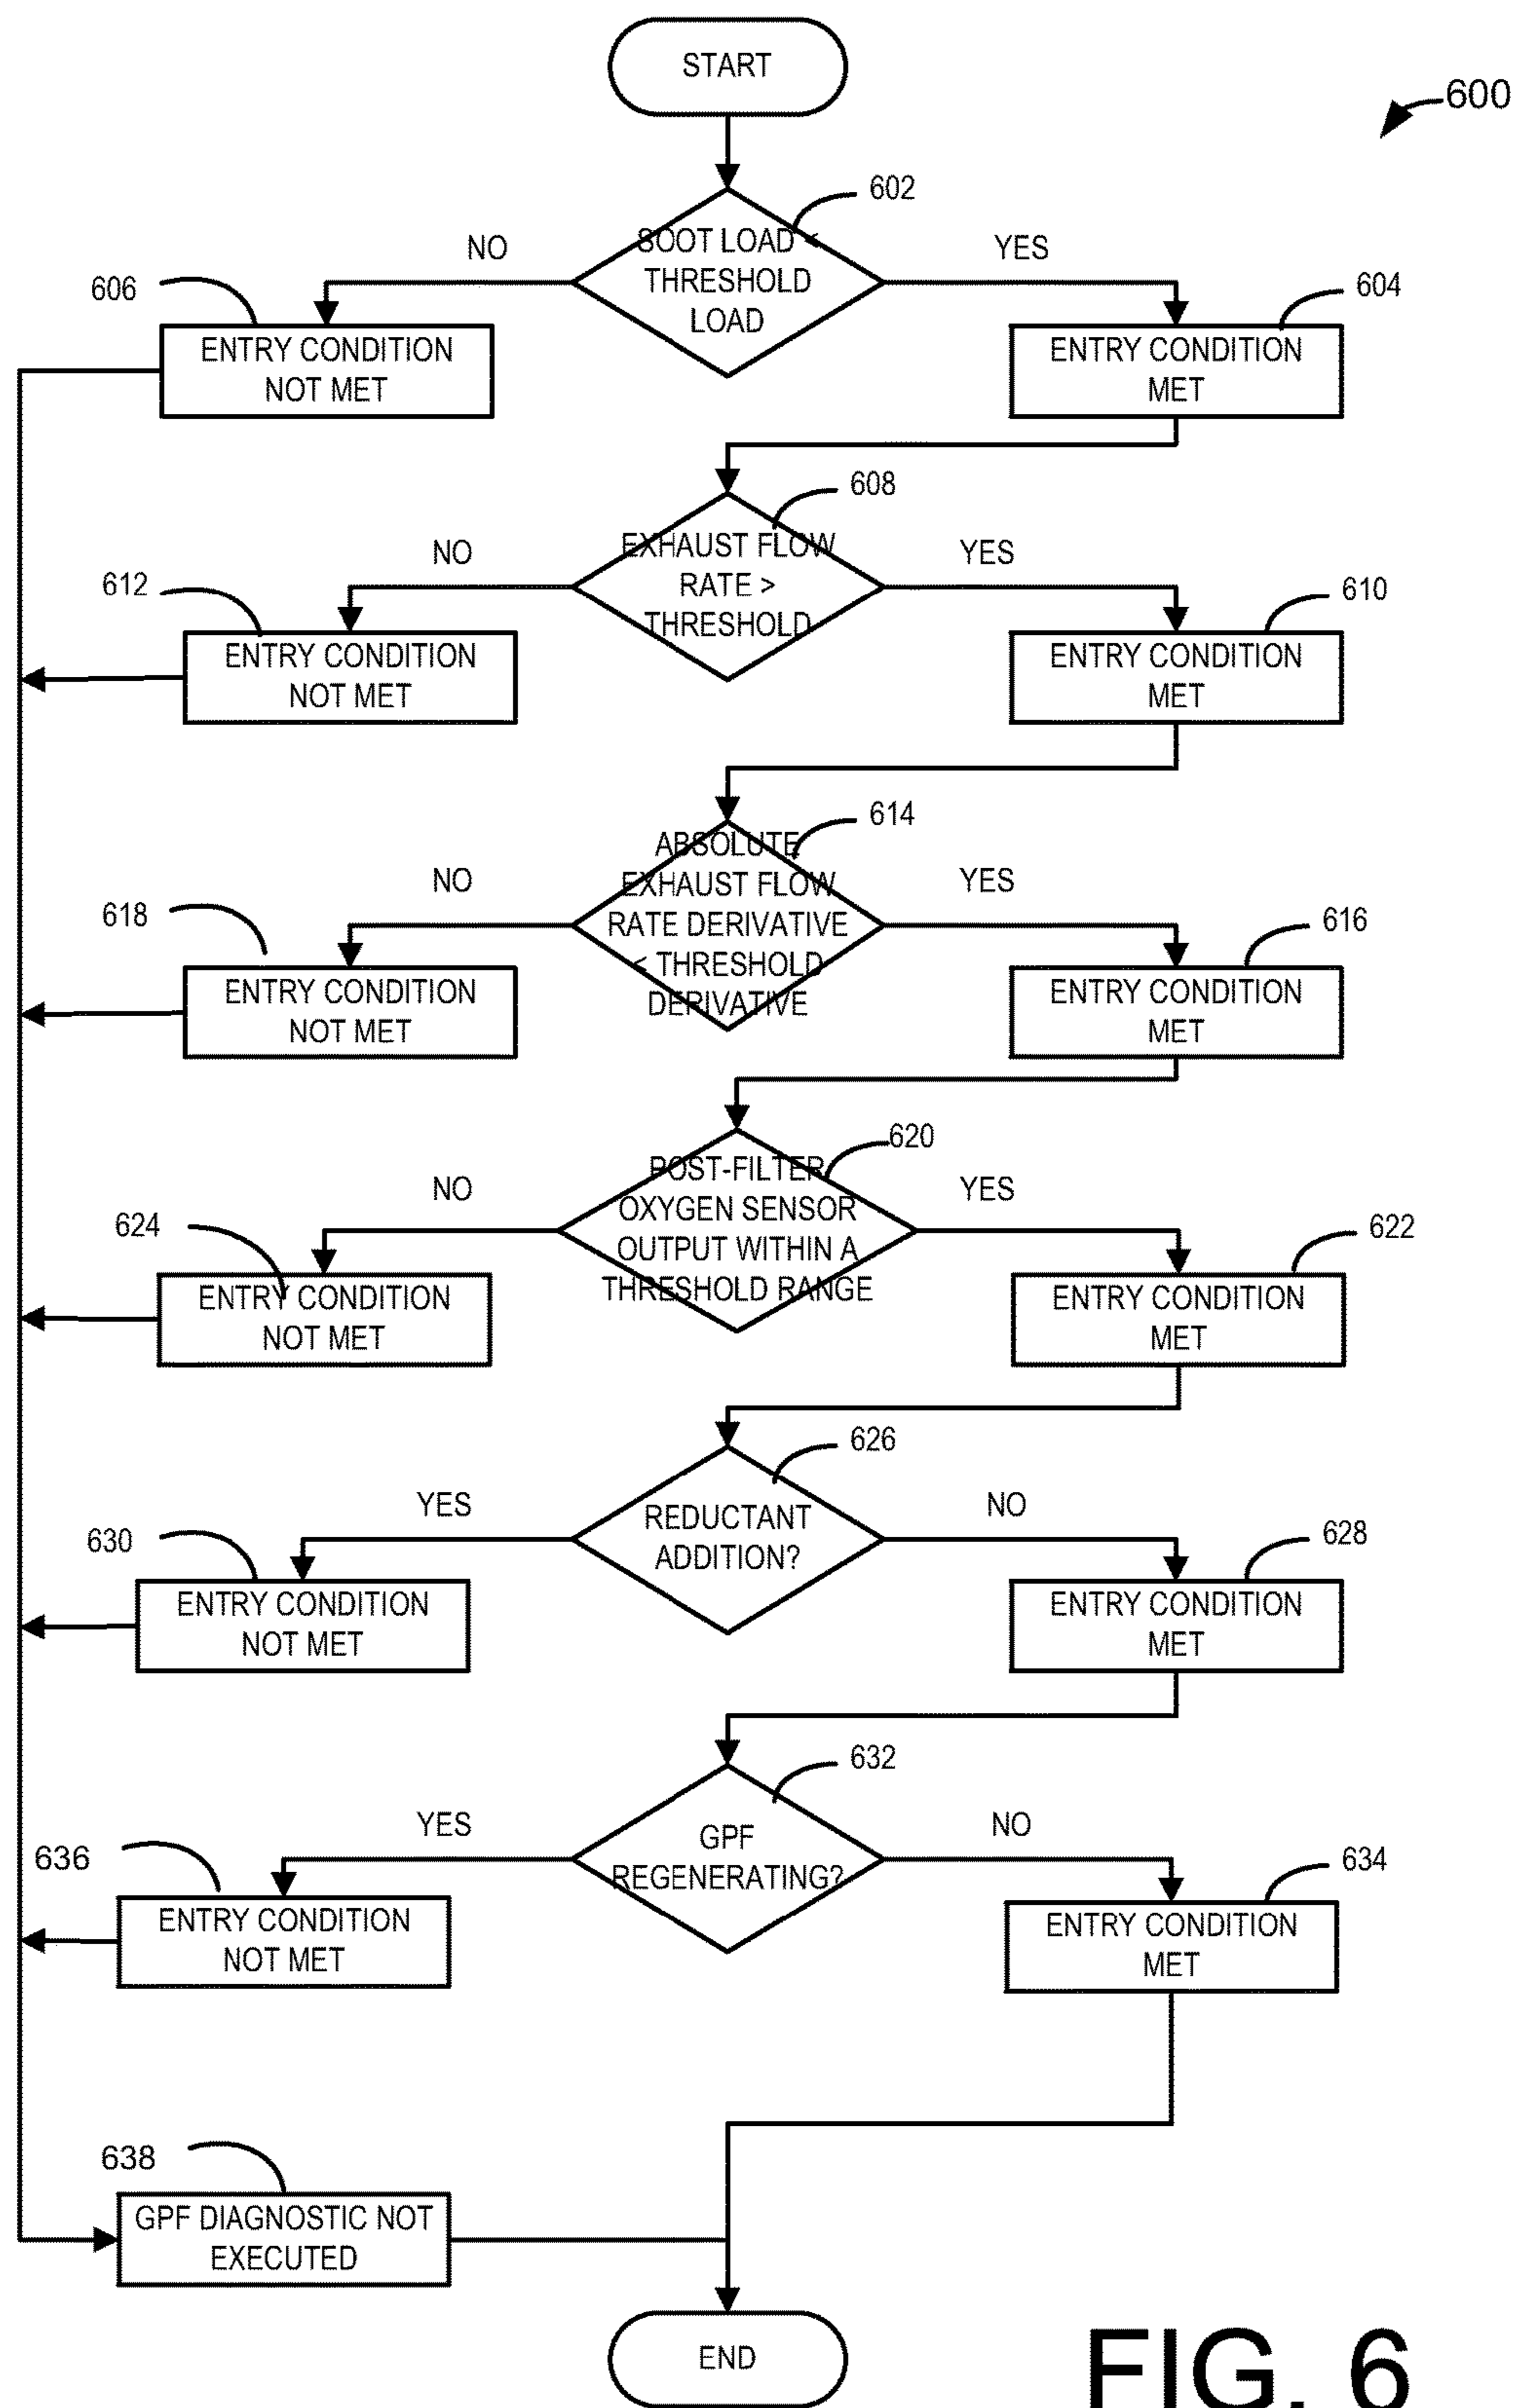 START
600
602
SOOT LOAD <
THRESHOLD
LOAD
NO
YES
606
604
ENTRY CONDITION
NOT MET
ENTRY CONDITION
MET
608
EXHAUST FLOW
RATE >
THRESHOLD
NO
YES
612
610
ENTRY CONDITION
NOT MET
ENTRY CONDITION
MET
614
ABSOLUTE
EXHAUST FLOW
RATE DERIVATIVE
< THRESHOLD
DERIVATIVE
NO
YES
618
616
ENTRY CONDITION
NOT MET
ENTRY CONDITION
MET
620
POST-FILTER
OXYGEN SENSOR
OUTPUT WITHIN A
THRESHOLD RANGE
NO
YES
624
622
ENTRY CONDITION
NOT MET
ENTRY CONDITION
MET
626
REDUCTANT
ADDITION?
YES
NO
630
628
ENTRY CONDITION
NOT MET
ENTRY CONDITION
MET
632
GPF
REGENERATING?
YES
NO
636
634
ENTRY CONDITION
NOT MET
ENTRY CONDITION
MET
638
GPF DIAGNOSTIC NOT
EXECUTED
END
FIG. 6